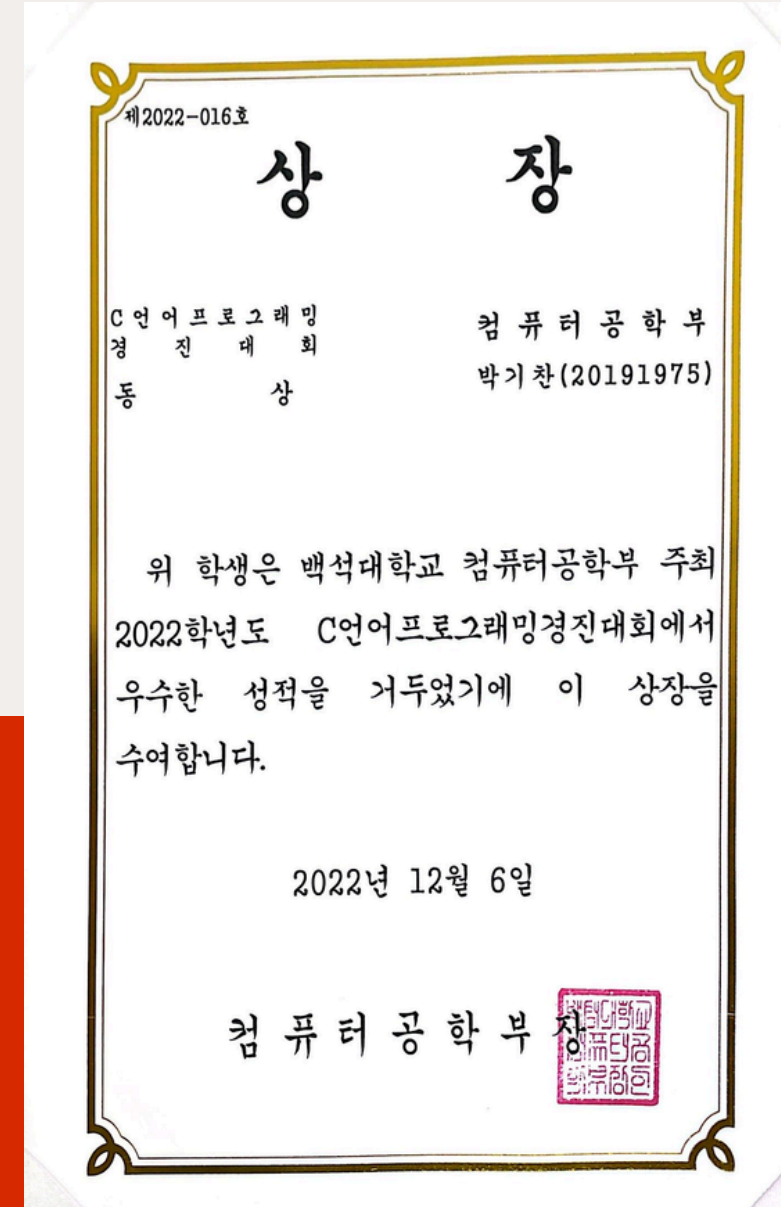 제2022-016호
상 장
C언어프로그래밍
경 진 대 회
동 상
컴 퓨 터 공 학 부
박기찬(20191975)
위 학생은 백석대학교 컴퓨터공학부 주최
2022학년도 C언어프로그래밍경진대회에서
우수한 성적을 거두었기에 이 상장을
수여합니다.
2022년 12월 6일
컴 퓨 터 공 학 부 장